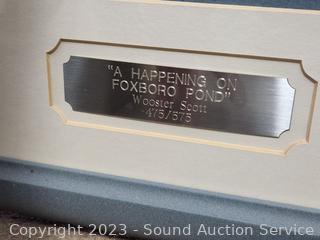 "A HAPPENING ON
FOXBORO POND"
Wooster Scott
475/575
Copyright 2023 - Sound Auction Service